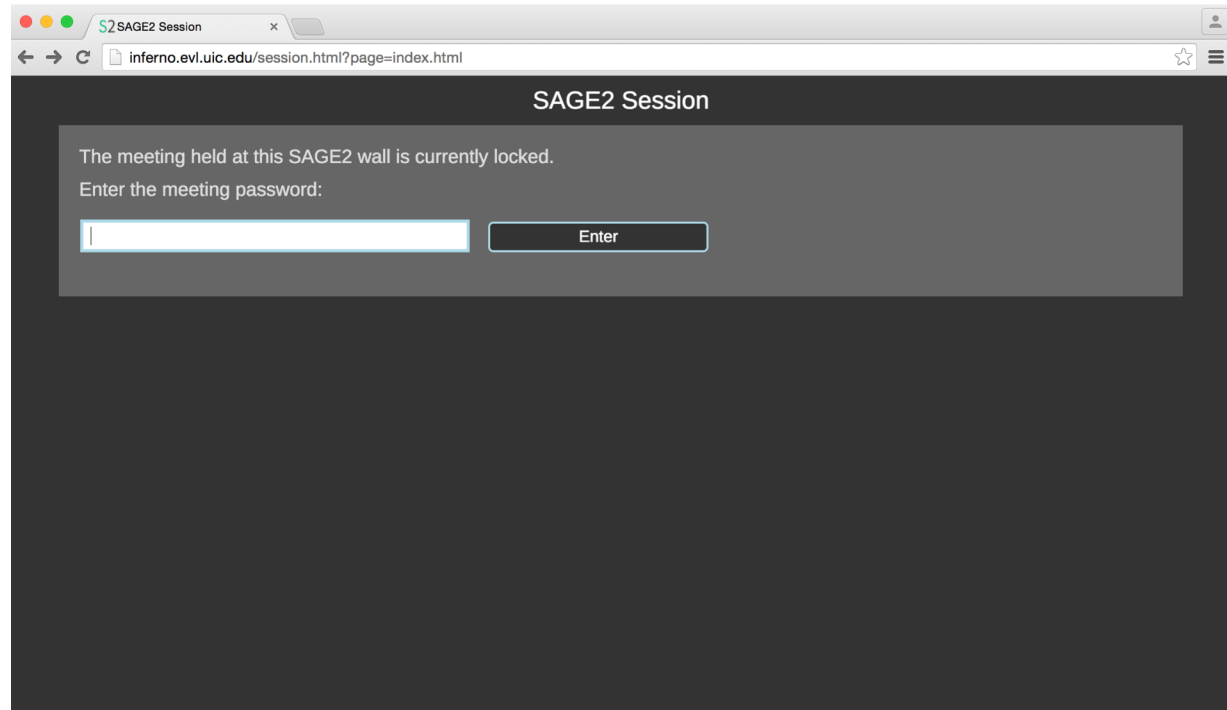 S2 SAGE2 Session
inferno.evl.uic.edu/session.html?page=index.html
SAGE2 Session
The meeting held at this SAGE2 wall is currently locked.
Enter the meeting password:
Enter